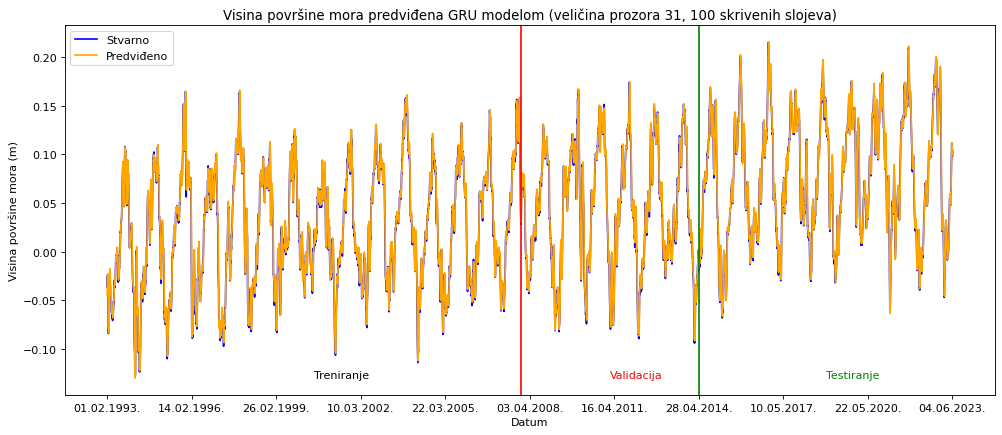 Visina površine mora predviđena GRU modelom (veličina prozora 31, 100 skrivenih slojeva)
Stvarno
Predviđeno
0.20
0.15
0.10
0.05
0.00
−0.05
−0.10
Visina površine mora (m)
Treniranje
Validacija
Testiranje
01.02.1993.
14.02.1996.
26.02.1999.
10.03.2002.
22.03.2005.
03.04.2008.
16.04.2011.
28.04.2014.
10.05.2017.
22.05.2020.
04.06.2023.
Datum